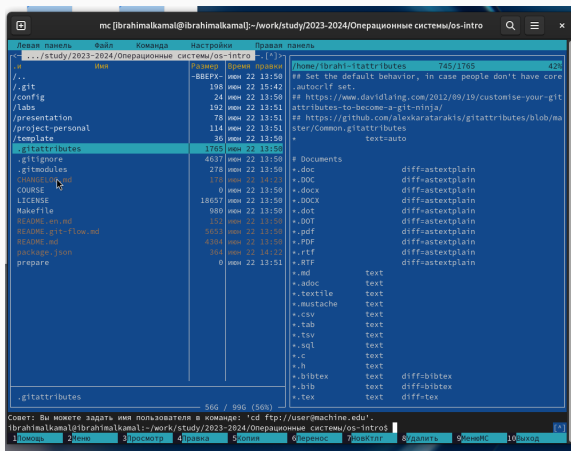 mc [ibrahimalkamal@ibrahimalkamal]:~/work/study/2023-2024/Операционные системы/os-intro
Левая панель Файл Команда Настройки Правая панель
.../study/2023-2024/Операционные системы/os-intro
.и Имя Размер Время правки
/.. -ВВЕРХ- июн 22 13:50
/.git 198 июн 22 15:42
/config 24 июн 22 13:50
/labs 192 июн 22 13:51
/presentation 78 июн 22 13:51
/project-personal 114 июн 22 13:51
/template 36 июн 22 13:50
.gitattributes 1765 июн 22 13:50
.gitignore 4637 июн 22 13:50
.gitmodules 278 июн 22 13:50
CHANGELOG.md 178 июн 22 14:23
COURSE 0 июн 22 13:51
LICENSE 18657 июн 22 13:50
Makefile 980 июн 22 13:50
README.en.md 152 июн 22 13:50
README.git-flow.md 5853 июн 22 13:50
README.md 4304 июн 22 13:50
package.json 364 июн 22 14:22
prepare 0 июн 22 13:51
.gitattributes
56G / 99G (56%)
/home/ibrahi~itattributes 745/1765 42%
## Set the default behavior, in case people don't have core
.autocrlf set.
## https://www.davidlaing.com/2012/09/19/customise-your-git
attributes-to-become-a-git-ninja/
## https://github.com/alexkaratarakis/gitattributes/blob/ma
ster/Common.gitattributes
* text=auto
# Documents
*.doc diff=astextplain
*.DOC diff=astextplain
*.docx diff=astextplain
*.DOCX diff=astextplain
*.dot diff=astextplain
*.DOT diff=astextplain
*.pdf diff=astextplain
*.PDF diff=astextplain
*.rtf diff=astextplain
*.RTF diff=astextplain
*.md text
*.adoc text
*.textile text
*.mustache text
*.csv text
*.tab text
*.tsv text
*.sql text
*.c text
*.h text
*.bibtex text diff=bibtex
*.bib text diff=bibtex
*.tex text diff=tex
Совет: Вы можете задать имя пользователя в команде: 'cd ftp://user@machine.edu'.
ibrahimalkamal@ibrahimalkamal:~/work/study/2023-2024/Операционные системы/os-intro$ [^]
1Помощь 2Меню 3Просмотр 4Правка 5Копия 6Перенос 7НовКтлг 8Удалить 9МенюMC 10Выход